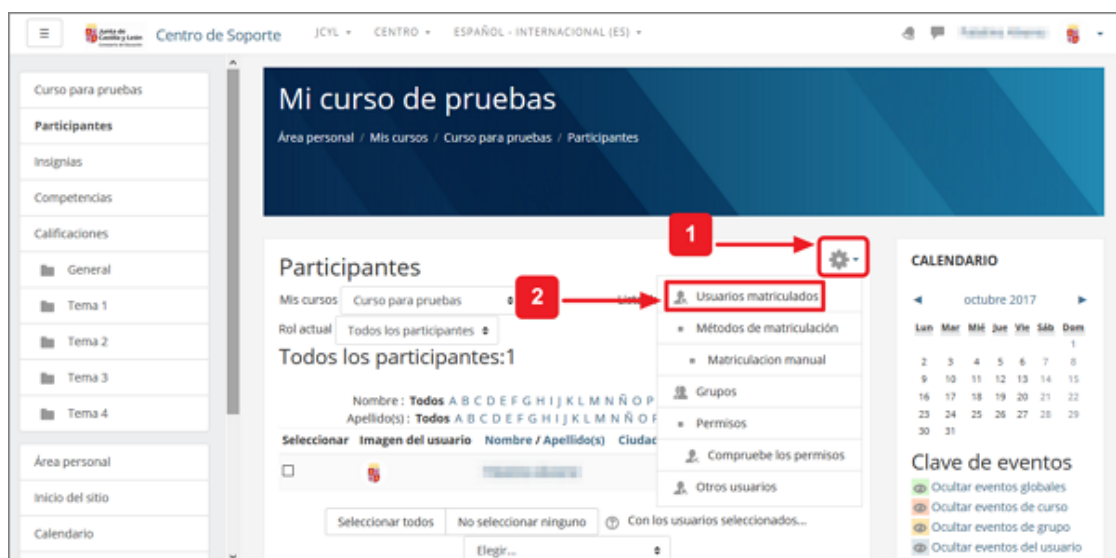 Junta de
Castilla y León
Centro de Soporte
JCYL
CENTRO
ESPAÑOL - INTERNACIONAL (ES)
Curso para pruebas
Participantes
Insignias
Competencias
Calificaciones
General
Tema 1
Tema 2
Tema 3
Tema 4
Área personal
Inicio del sitio
Calendario
Mi curso de pruebas
Área personal / Mis cursos / Curso para pruebas / Participantes
1
2
Participantes
Mis cursos Curso para pruebas
Rol actual Todos los participantes
Todos los participantes:1
Nombre : Todos A B C D E F G H I J K L M N Ñ O P
Apellido(s) : Todos A B C D E F G H I J K L M N Ñ O P
Seleccionar Imagen del usuario Nombre / Apellido(s) Ciudad
Seleccionar todos No seleccionar ninguno Con los usuarios seleccionados...
Elegir...
Usuarios matriculados
Métodos de matriculación
Matriculacion manual
Grupos
Permisos
Compruebe los permisos
Otros usuarios
CALENDARIO
octubre 2017
Lun Mar Mié Jue Vie Sáb Dom
1
2 3 4 5 6 7 8
9 10 11 12 13 14 15
16 17 18 19 20 21 22
23 24 25 26 27 28 29
30 31
Clave de eventos
Ocultar eventos globales
Ocultar eventos de curso
Ocultar eventos de grupo
Ocultar eventos del usuario